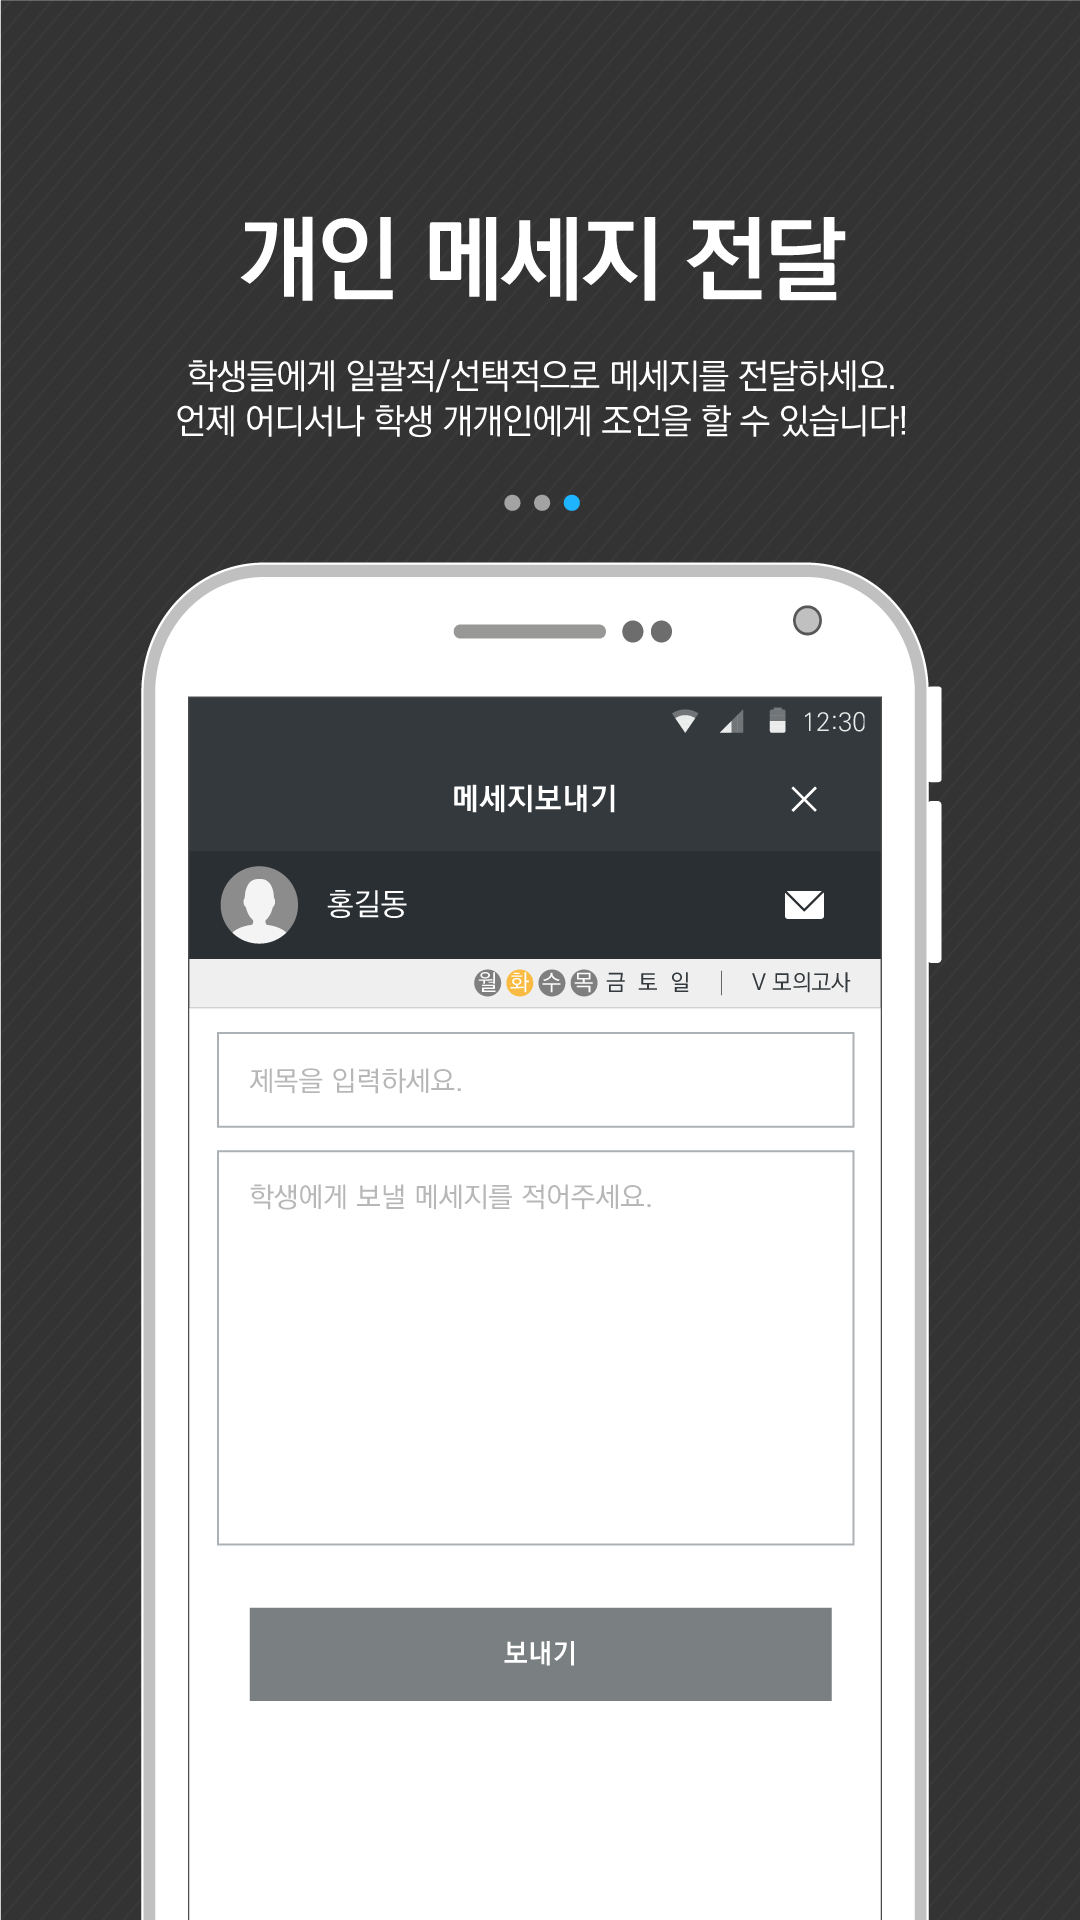 개인 메세지 전달
학생들에게 일괄적/선택적으로 메세지를 전달하세요.
언제 어디서나 학생 개개인에게 조언을 할 수 있습니다!
12:30
메세지보내기
홍길동
월 화 수 목 금 토 일 | V 모의고사
제목을 입력하세요.
학생에게 보낼 메세지를 적어주세요.
보내기